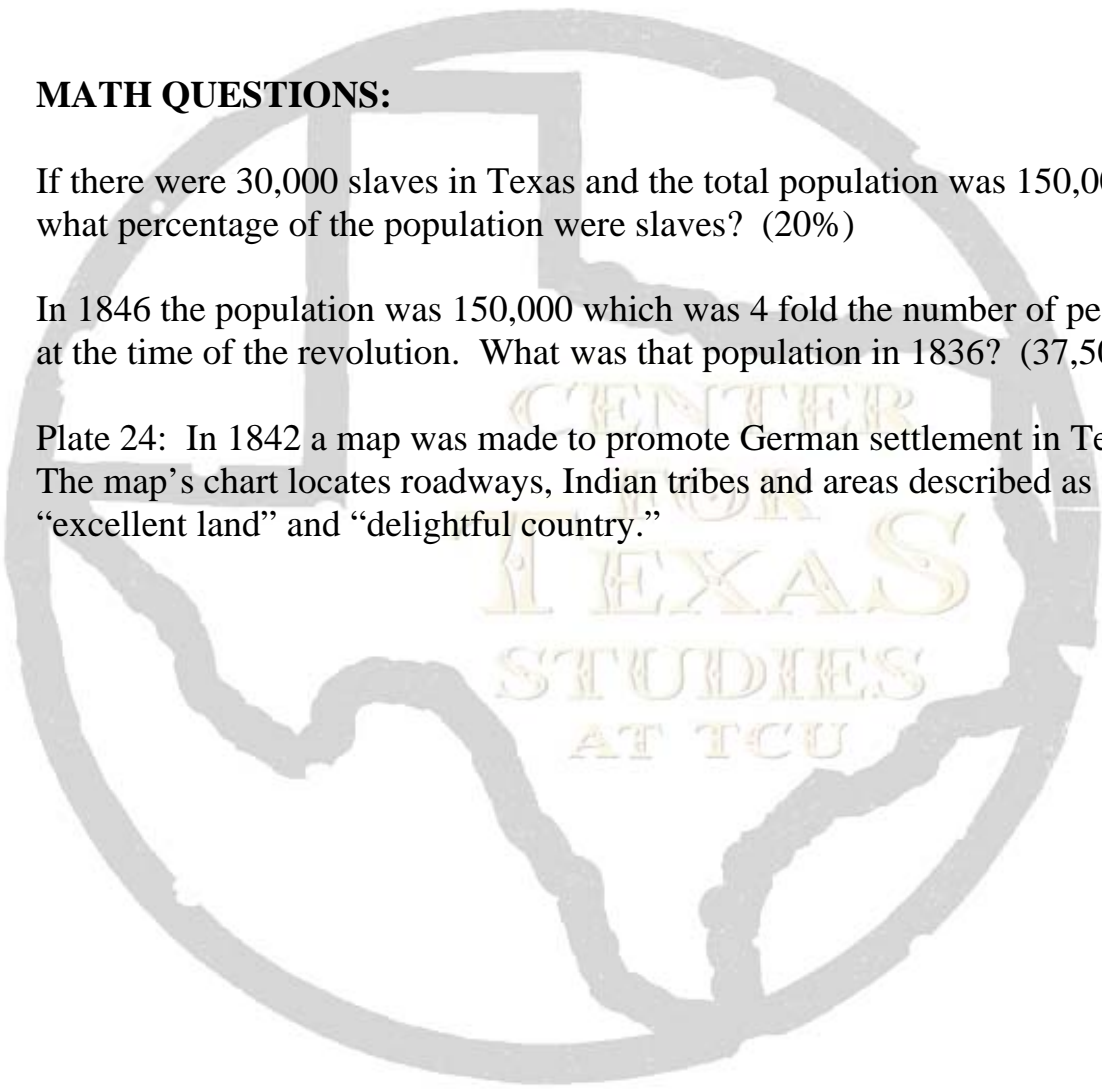 MATH QUESTIONS:
If there were 30,000 slaves in Texas and the total population was 150,00
what percentage of the population were slaves? (20%)
In 1846 the population was 150,000 which was 4 fold the number of pe
at the time of the revolution. What was that population in 1836? (37,50
Plate 24: In 1842 a map was made to promote German settlement in Te
The map’s chart locates roadways, Indian tribes and areas described as
“excellent land” and “delightful country.”
CENTER
FOR
TEXAS
STUDIES
AT TCU